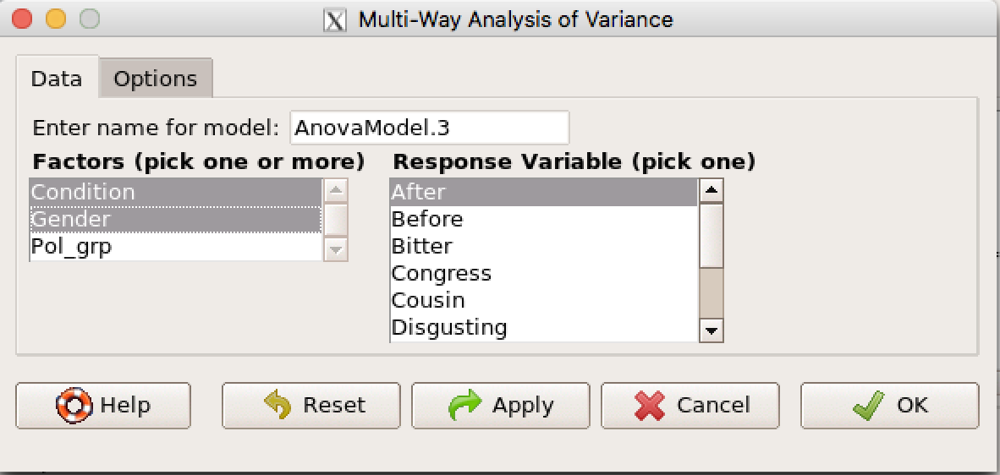 Multi-Way Analysis of Variance
Data Options
Enter name for model: AnovaModel.3
Factors (pick one or more) Response Variable (pick one)
Condition After
Gender Before
Pol_grp Bitter
Congress
Cousin
Disgusting
Help Reset Apply Cancel OK